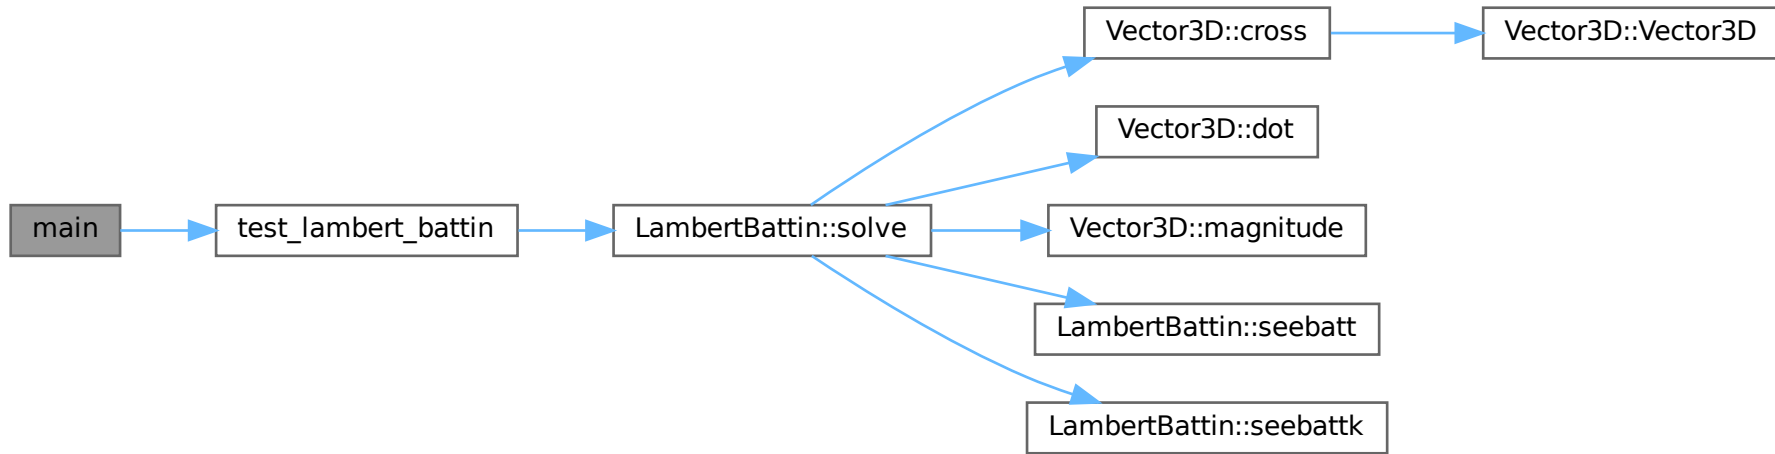 main
test_lambert_battin
LambertBattin::solve
Vector3D::cross
Vector3D::Vector3D
Vector3D::dot
Vector3D::magnitude
LambertBattin::seebatt
LambertBattin::seebattk